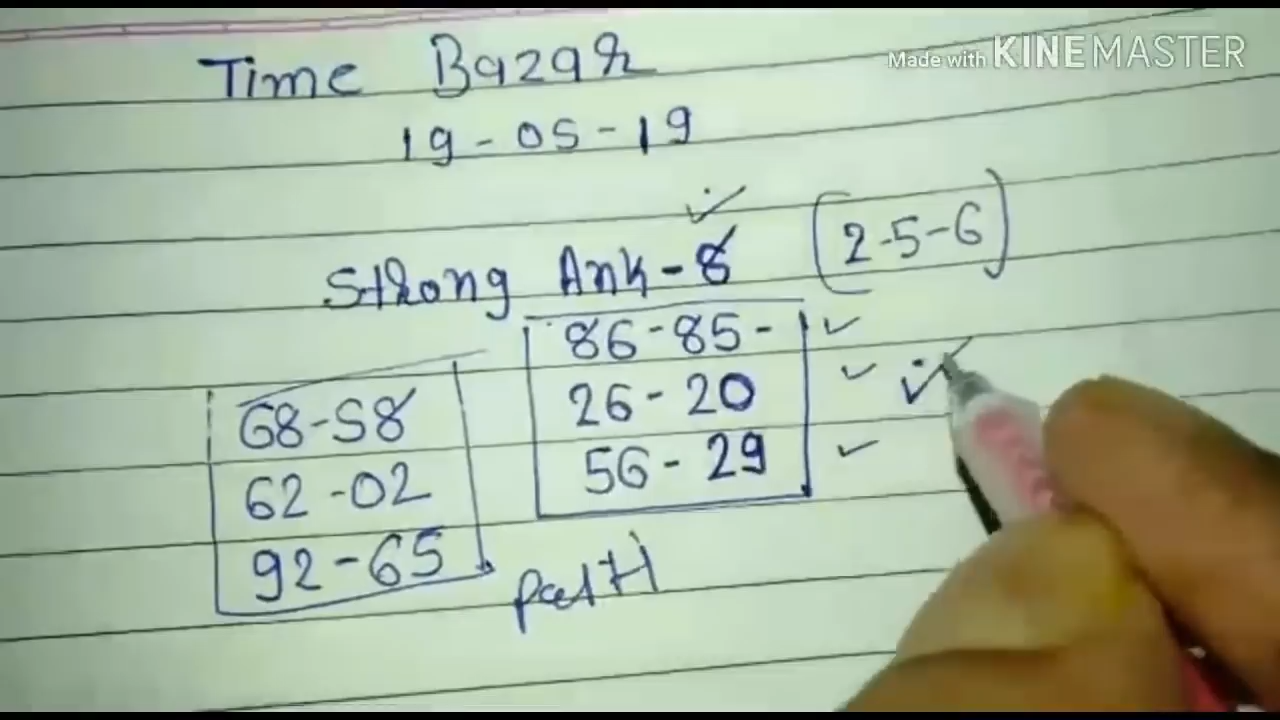 Time Bazar
Made with KINEMASTER
19-05-19
Strong Ank-8 (2-5-6)
86-85-
26-20
56-29
68-58
62-02
92-65